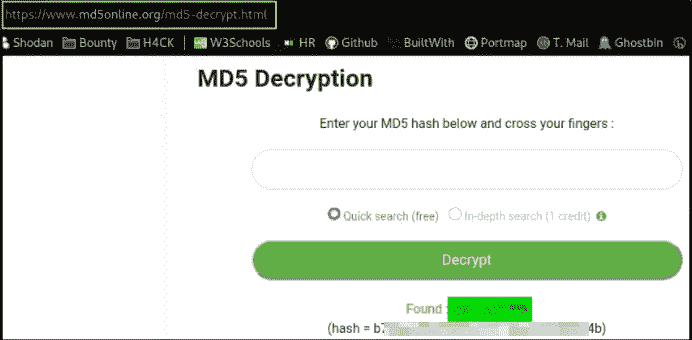 https://www.md5online.org/md5-decrypt.html
Shodan Bounty H4CK W3Schools HR Github BuiltWith Portmap T. Mail Ghostbin
MD5 Decryption
Enter your MD5 hash below and cross your fingers :
Quick search (free) In-depth search (1 credit)
Decrypt
Found :
(hash = b7 4b)